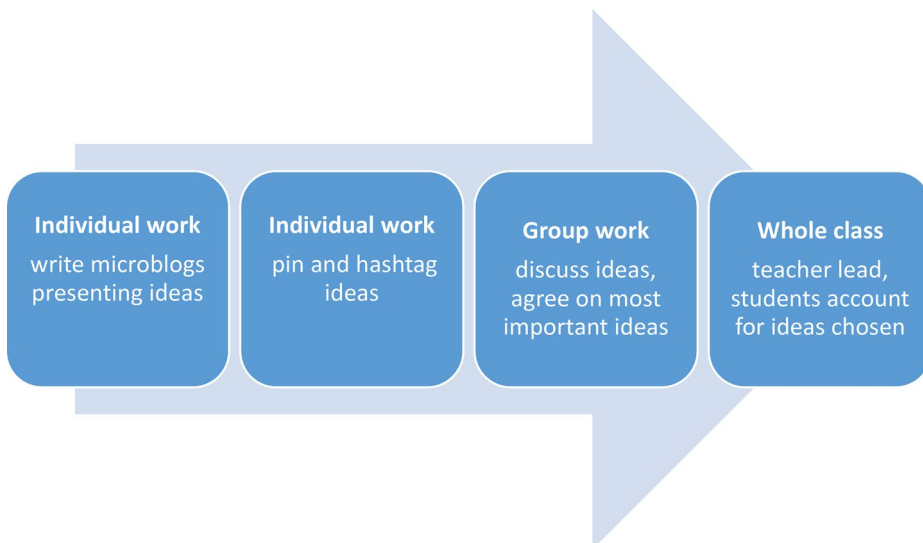 Individual work
write microblogs
presenting ideas
Individual work
pin and hashtag
ideas
Group work
discuss ideas,
agree on most
important ideas
Whole class
teacher lead,
students account
for ideas chosen